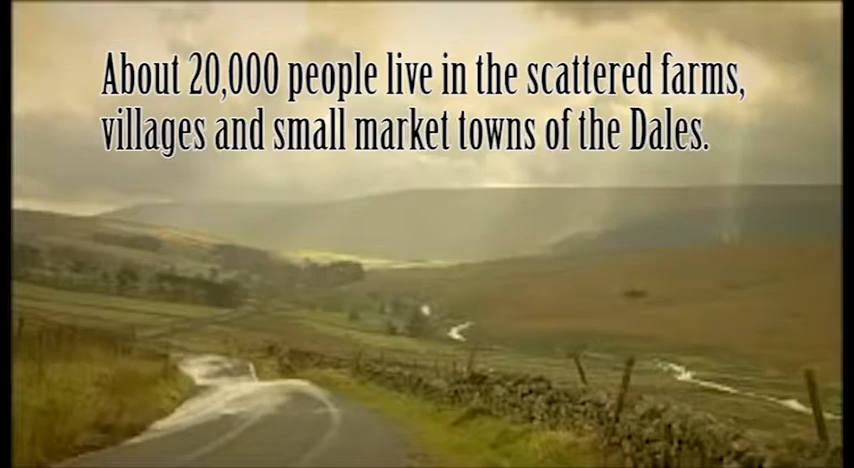 About 20,000 people live in the scattered farms,
villages and small market towns of the Dales.